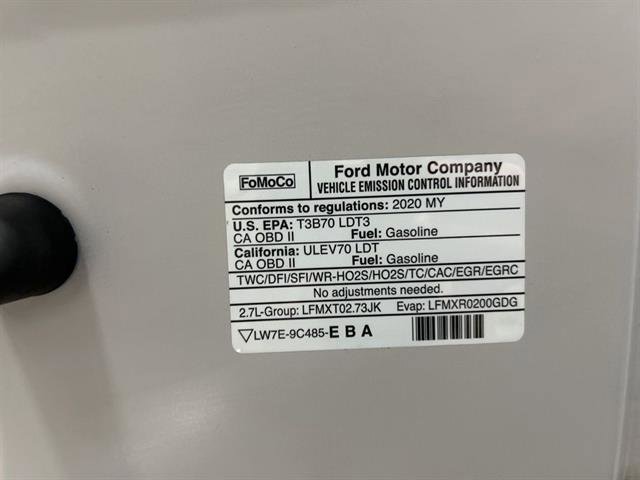 FoMoCo
Ford Motor Company
VEHICLE EMISSION CONTROL INFORMATION
Conforms to regulations: 2020 MY
U.S. EPA: T3B70 LDT3
CA OBD II Fuel: Gasoline
California: ULEV70 LDT
CA OBD II Fuel: Gasoline
TWC/DFI/SFI/WR-HO2S/HO2S/TC/CAC/EGR/EGRC
No adjustments needed.
2.7L-Group: LFMXT02.73JK Evap: LFMXR0200GDG
LW7E-9C485-EBA